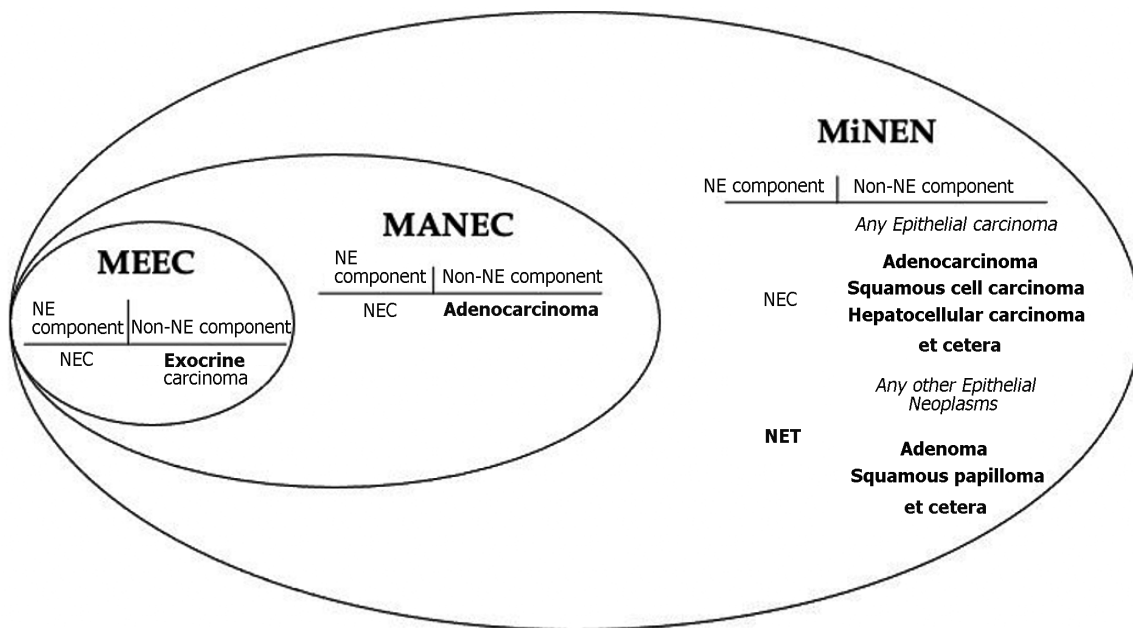 MEEC
NE
component
Non-NE component
NEC
Exocrine
carcinoma
MANEC
NE
component
Non-NE component
NEC
Adenocarcinoma
MiNEN
NE component
Non-NE component
Any Epithelial carcinoma
NEC
Adenocarcinoma
Squamous cell carcinoma
Hepatocellular carcinoma
et cetera
Any other Epithelial
Neoplasms
NET
Adenoma
Squamous papilloma
et cetera